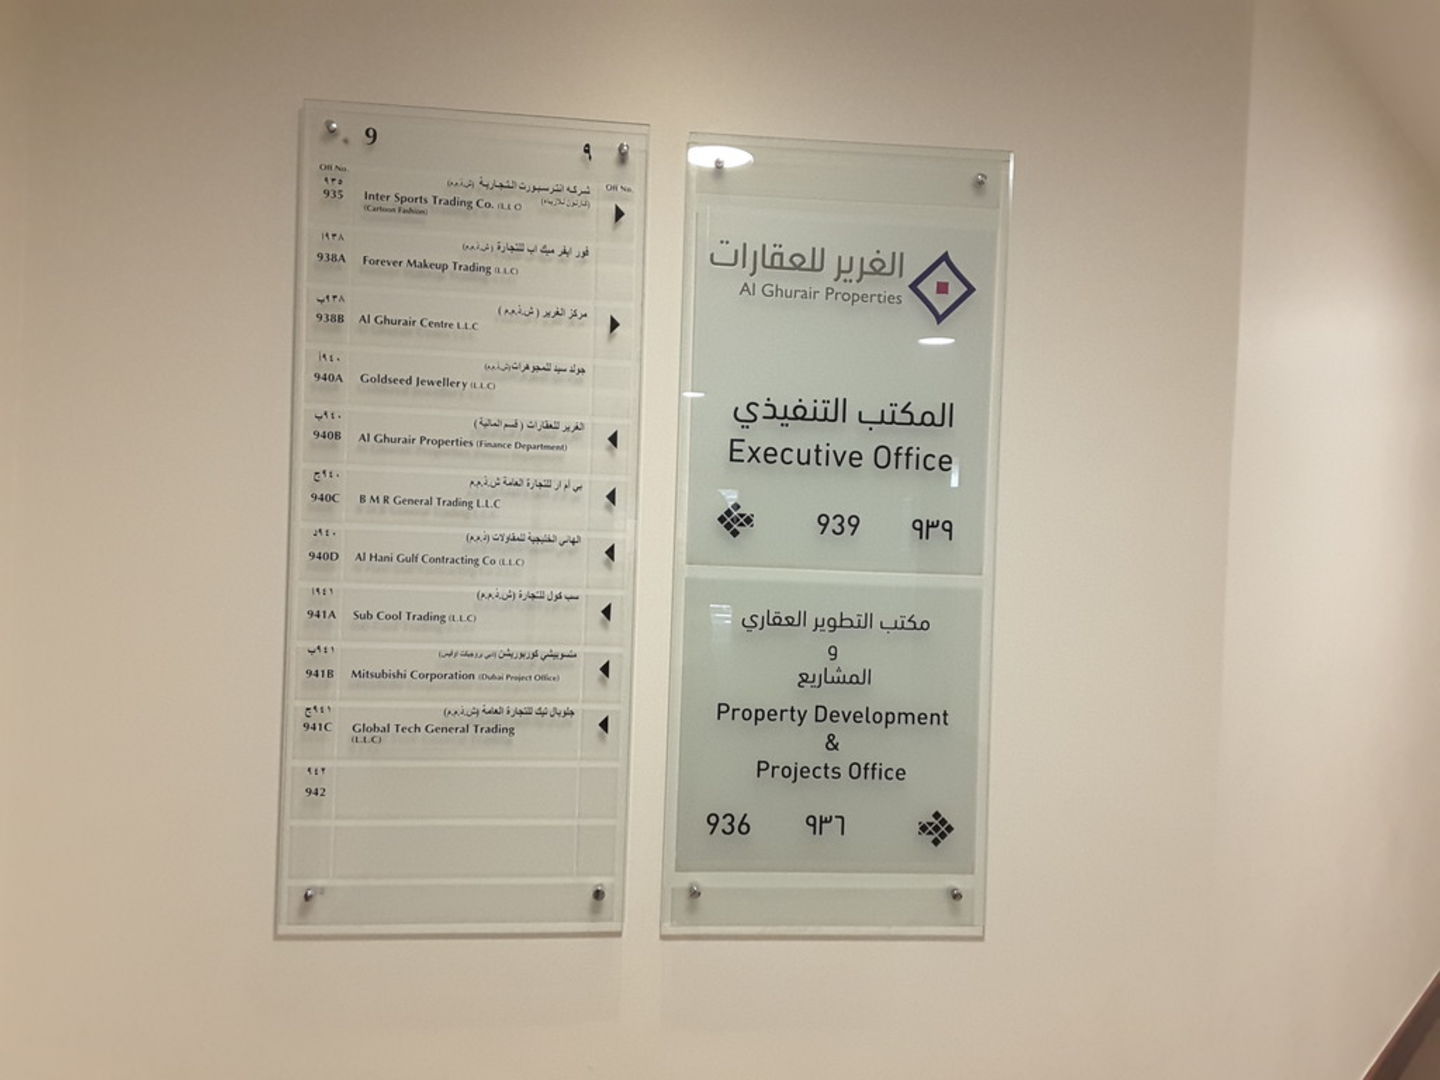 9
٩
Off No.
Off No.
٩٣٥
شركه انترسبورت التجارية (ش.ذ.م.م)
935
Inter Sports Trading Co. (L.L.C)
(كارتون للازياء)
(Cartoon Fashion)
٩٣٨أ
فور ايفر ميك اب للتجارة (ش.ذ.م.م)
938A
Forever Makeup Trading (L.L.C)
٩٣٨ب
مركز الغرير ( ش.ذ.م.م )
938B
Al Ghurair Centre L.L.C
٩٤٠أ
جولد سيد للمجوهرات (ش.ذ.م.م)
940A
Goldseed Jewellery (L.L.C)
٩٤٠ب
الغرير للعقارات ( قسم المالية )
940B
Al Ghurair Properties (Finance Department)
٩٤٠ج
بي أم ار للتجارة العامة ش.ذ.م.م
940C
B M R General Trading L.L.C
٩٤٠د
الهاني الخليجية للمقاولات (ذ.م.م)
940D
Al Hani Gulf Contracting Co (L.L.C)
٩٤١أ
سب كول للتجارة (ش.ذ.م.م)
941A
Sub Cool Trading (L.L.C)
٩٤١ب
متسوبيشي كوربوريشن (دبي بروجيات اوفيس)
941B
Mitsubishi Corporation (Dubai Project Office)
٩٤١ج
جلوبال تيك للتجارة العامة (ش.ذ.م.م)
941C
Global Tech General Trading
(L.L.C)
٩٤٢
942
الغرير للعقارات
Al Ghurair Properties
المكتب التنفيذي
Executive Office
939 ٩٣٩
مكتب التطوير العقاري
و
المشاريع
Property Development
&
Projects Office
936 ٩٣٦